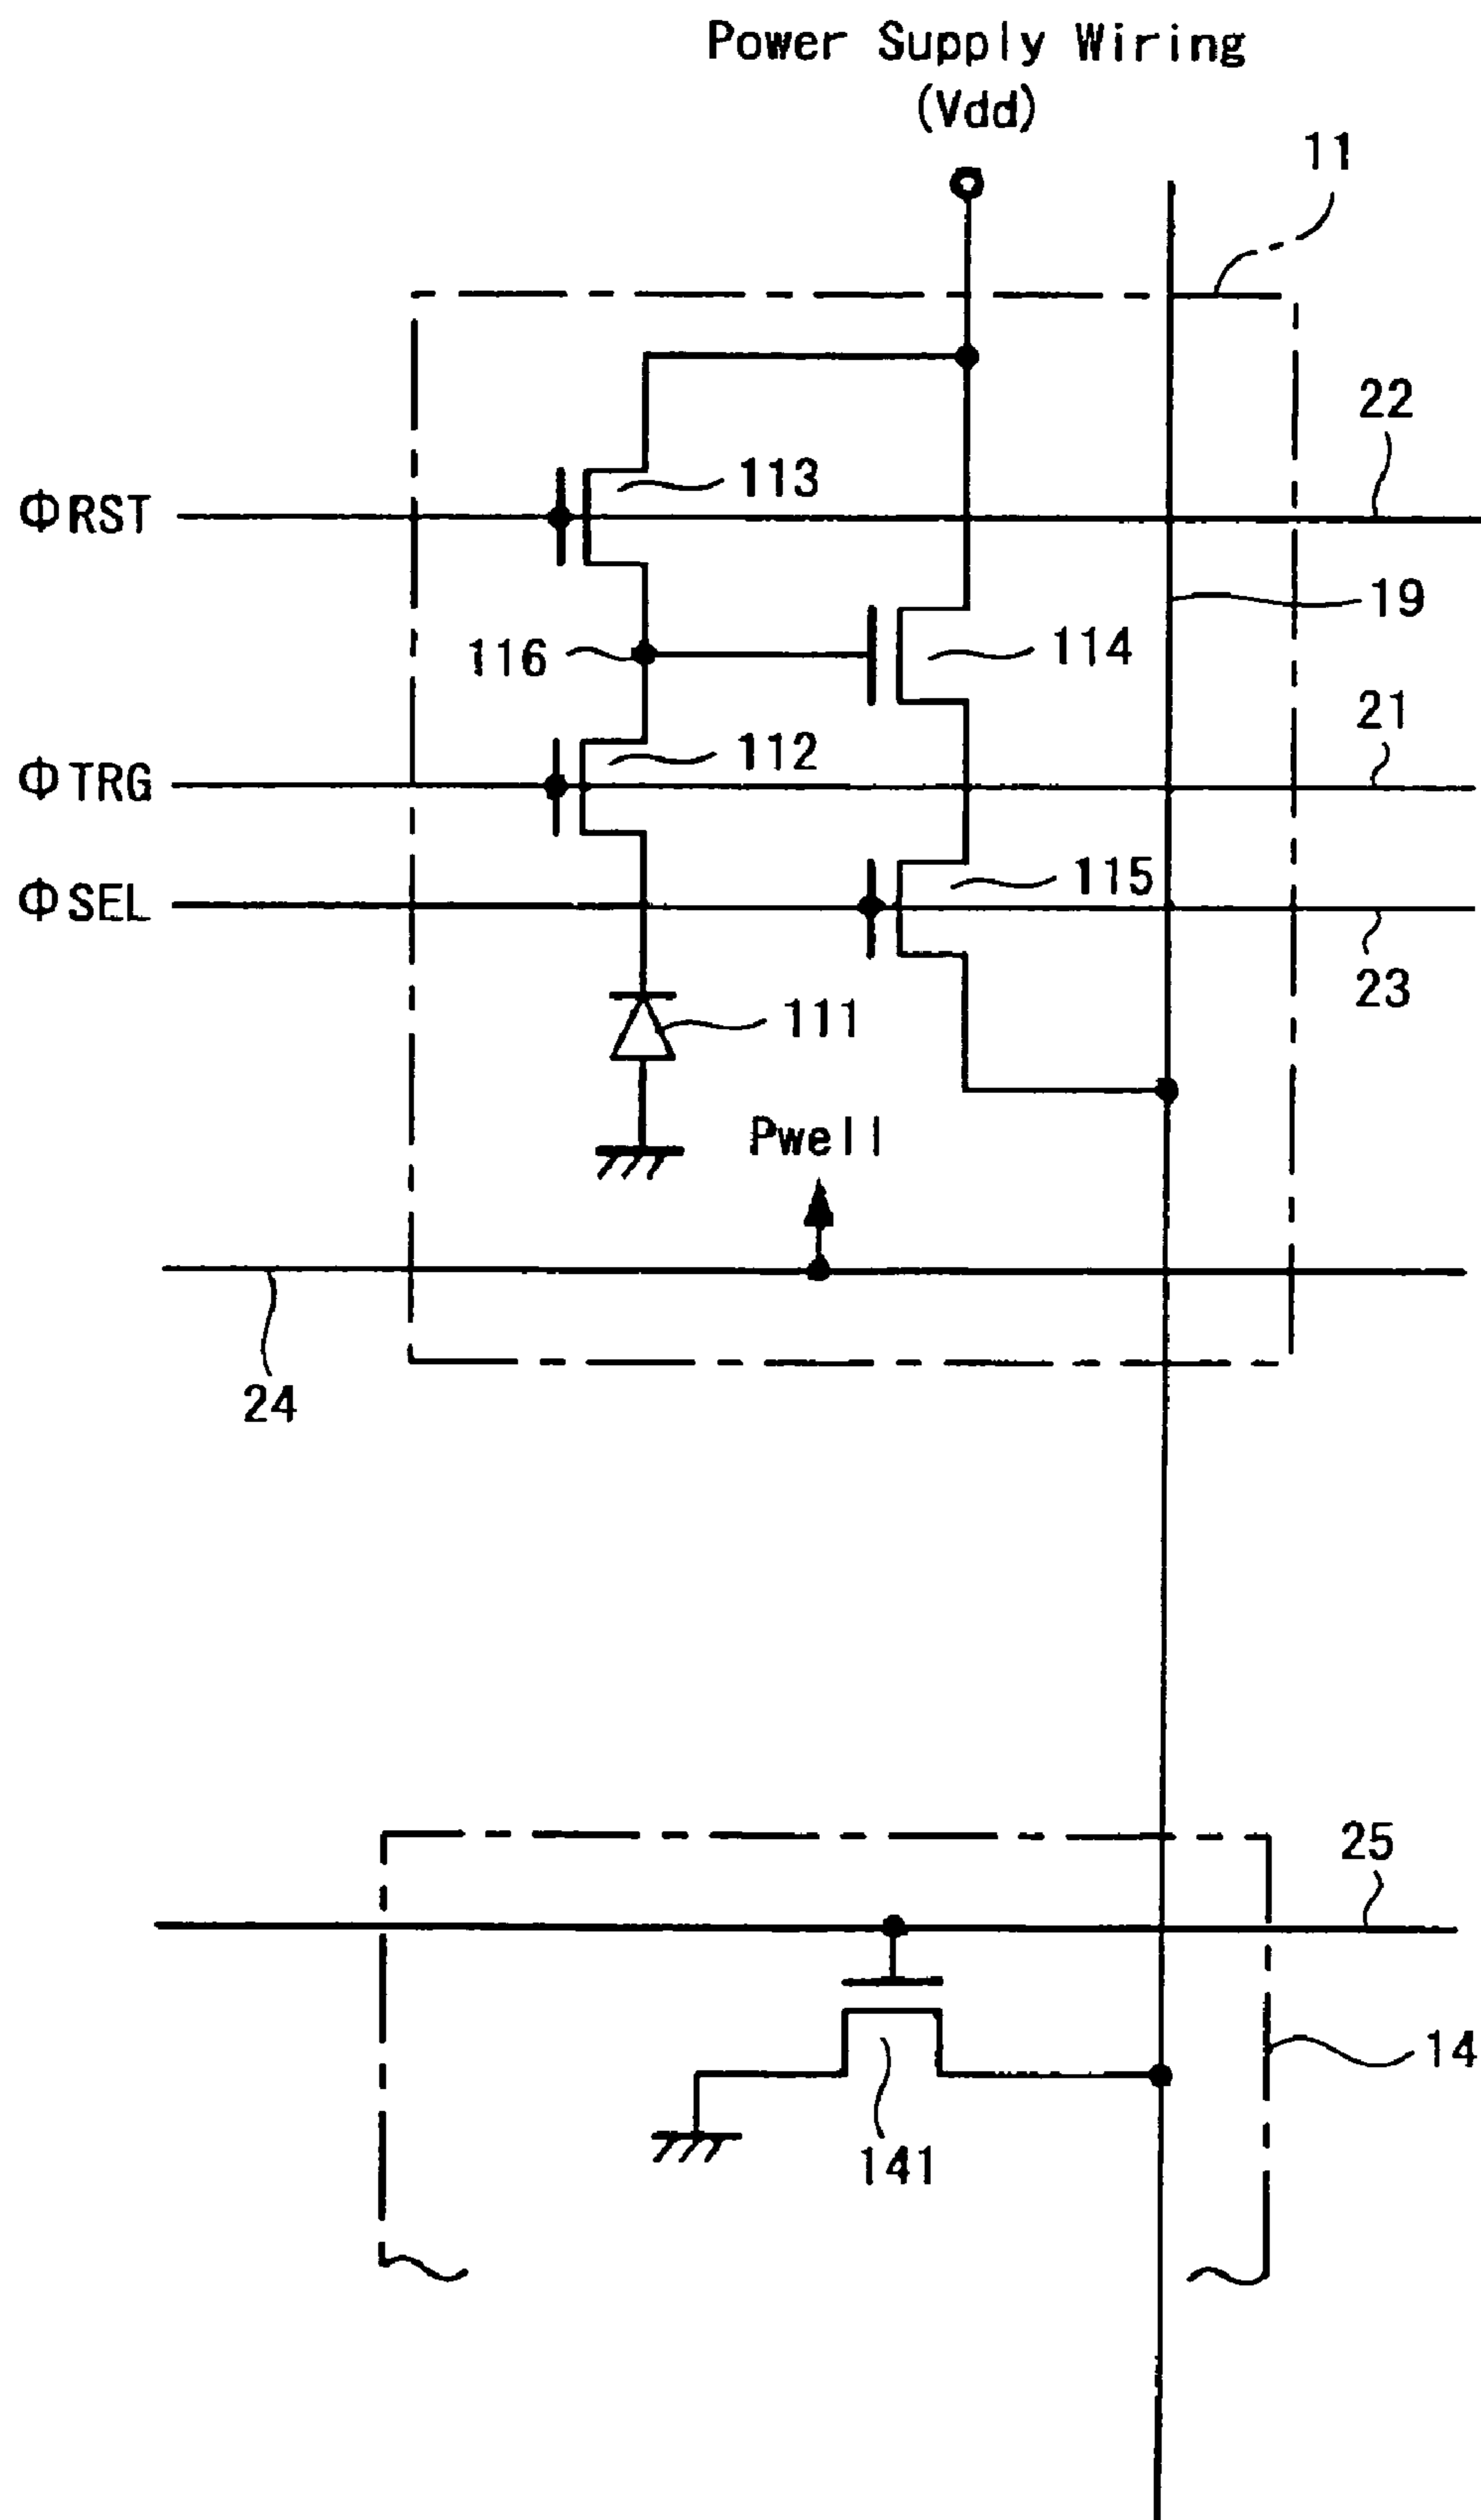 Power Supply Wiring
(Vdd)
11
22
113
ΦRST
19
116
114
21
112
ΦTRG
115
ΦSEL
23
111
Pwell
24
25
14
141